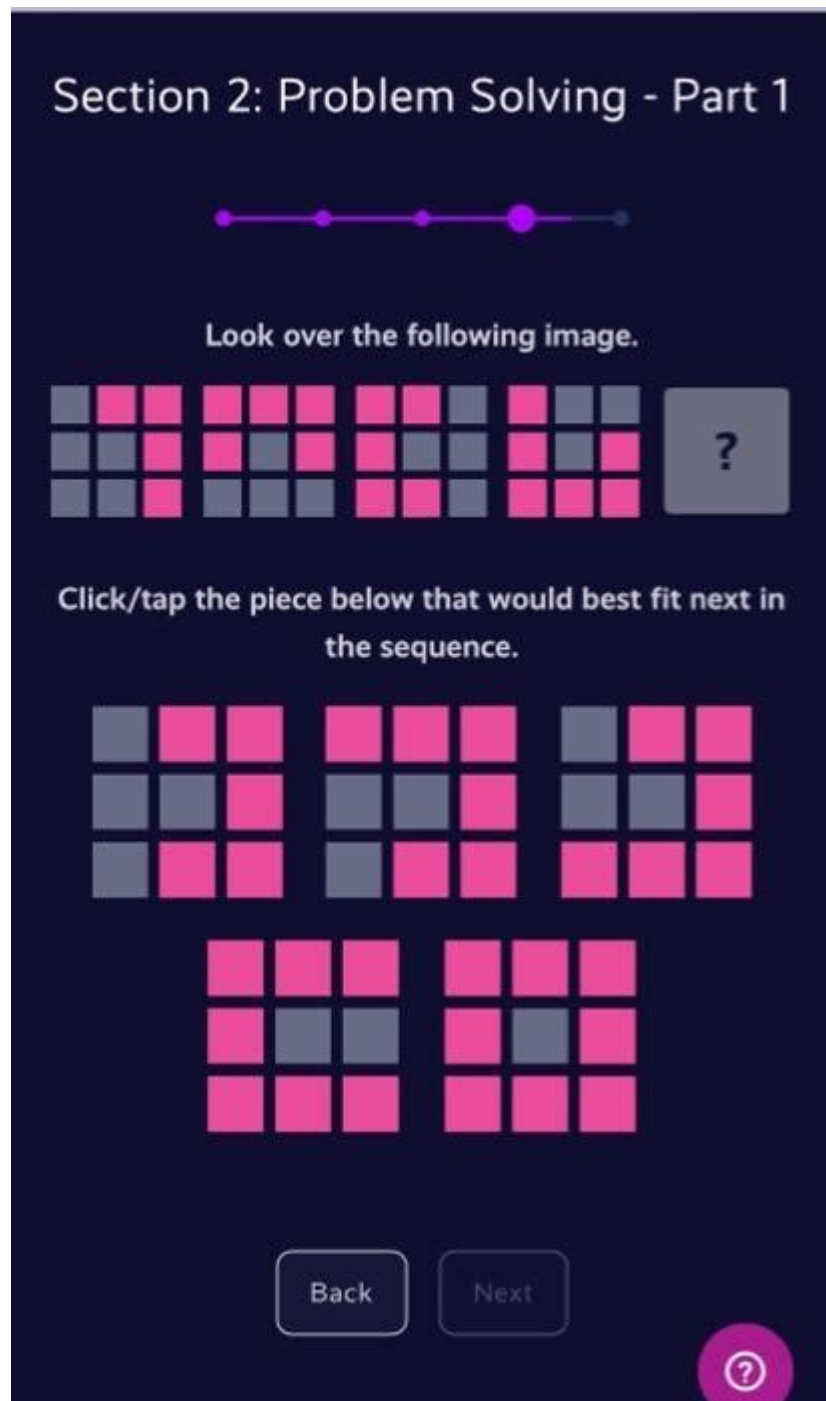 Section 2: Problem Solving - Part 1
Look over the following image.
?
Click/tap the piece below that would best fit next in
the sequence.
Back
Next
?